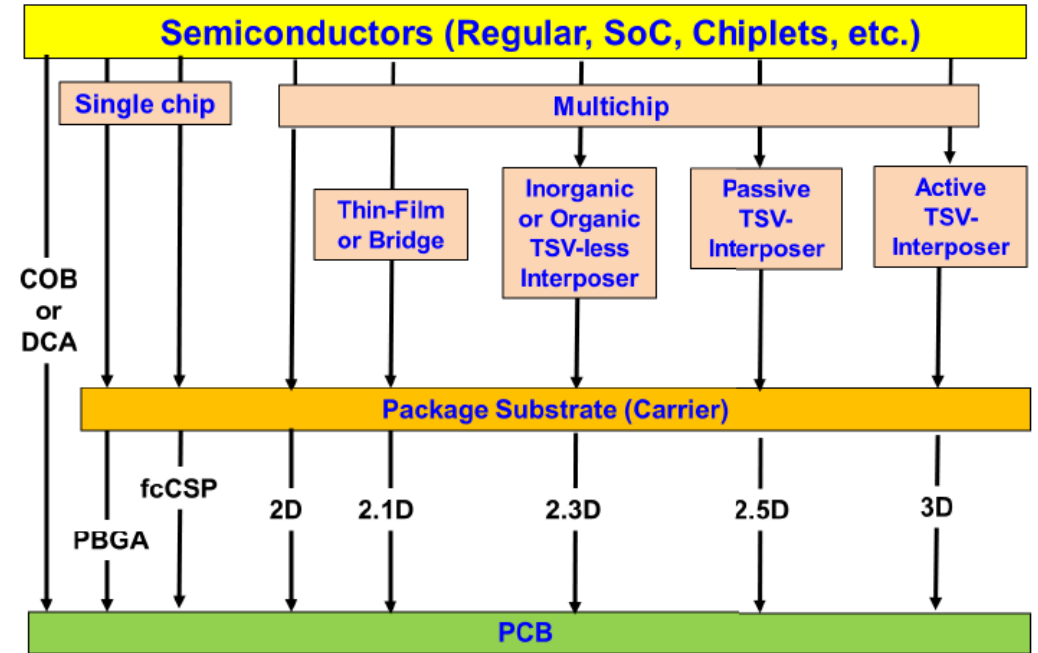 Semiconductors (Regular, SoC, Chiplets, etc.)
Single chip
Multichip
Thin-Film
or Bridge
Inorganic
or Organic
TSV-less
Interposer
Passive
TSV-
Interposer
Active
TSV-
Interposer
COB
or
DCA
Package Substrate (Carrier)
PBGA
fcCSP
2D
2.1D
2.3D
2.5D
3D
PCB